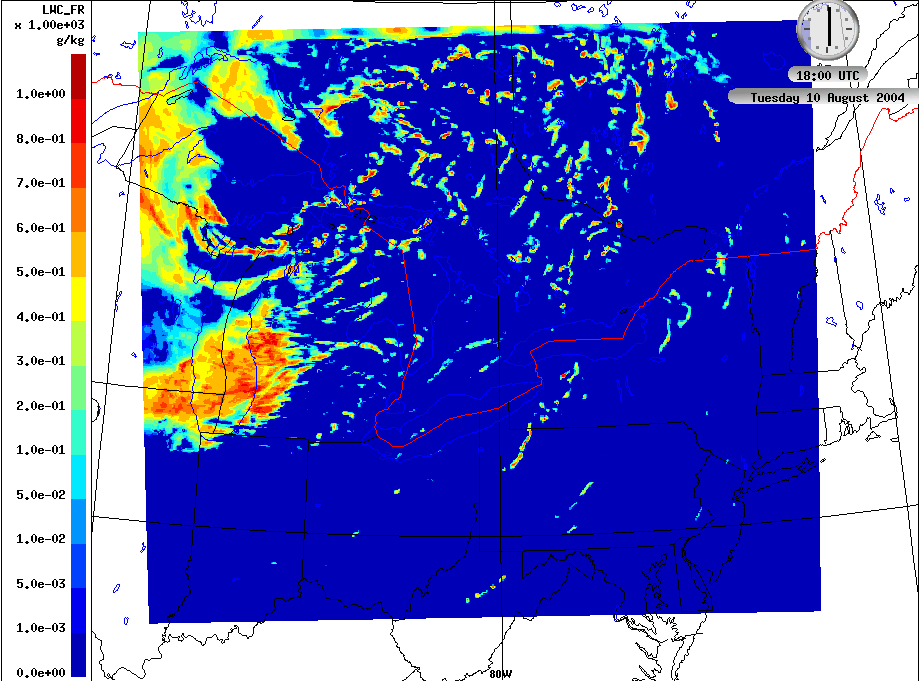 LWC_FR
x 1.00e+03
g/kg
1.0e+00
8.0e-01
7.0e-01
6.0e-01
5.0e-01
4.0e-01
3.0e-01
2.0e-01
1.0e-01
5.0e-02
1.0e-02
5.0e-03
1.0e-03
0.0e+00
18:00 UTC
Tuesday 10 August 2004
80W